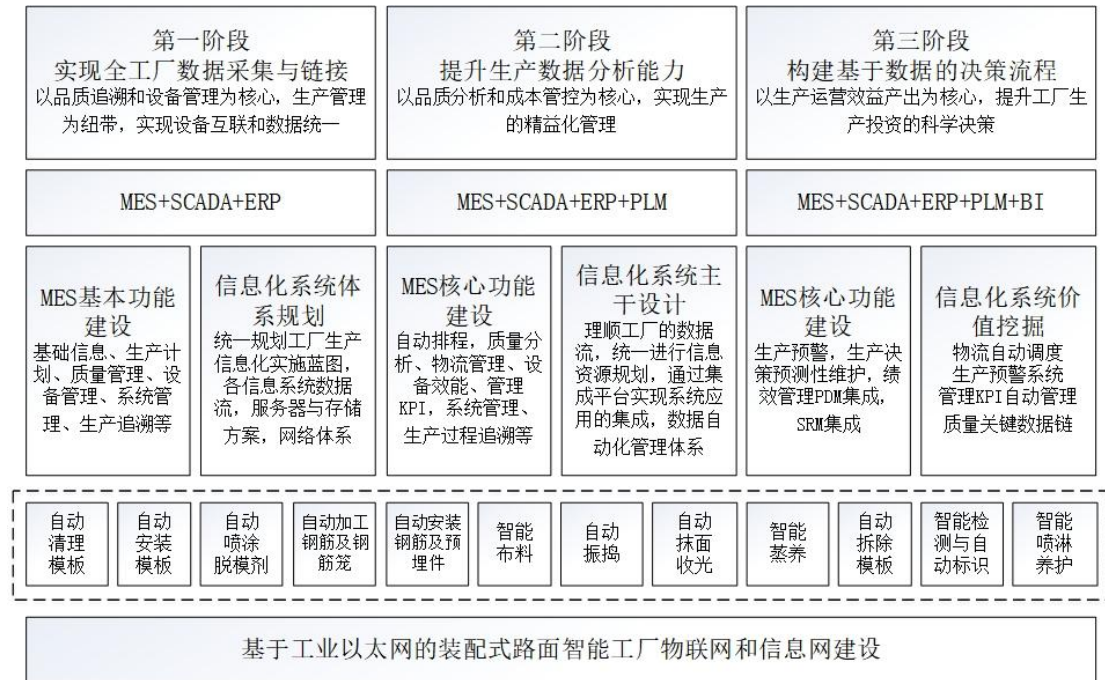 第一阶段
实现全工厂数据采集与链接
以品质追溯和设备管理为核心，生产管理
为纽带，实现设备互联和数据统一
第二阶段
提升生产数据分析能力
以品质分析和成本管控为核心，实现生产
的精益化管理
第三阶段
构建基于数据的决策流程
以生产运营效益产出为核心，提升工厂生
产投资的科学决策
MES+SCADA+ERP
MES+SCADA+ERP+PLM
MES+SCADA+ERP+PLM+BI
MES基本功能
建设
基础信息、生产计
划、质量管理、设
备管理、系统管
理、生产追溯等
信息化系统体
系规划
统一规划工厂生产
信息化实施蓝图，
各信息系统数据
流，服务器与存储
方案，网络体系
MES核心功能
建设
自动排程，质量分
析、物流管理、设
备效能、管理
KPI，系统管理、
生产过程追溯等
信息化系统主
干设计
理顺工厂的数据
流，统一进行信息
资源规划，通过集
成平台实现系统应
用的集成，数据自
动化管理体系
MES核心功能
建设
生产预警，生产决
策预测性维护，绩
效管理PDM集成，
SRM集成
信息化系统价
值挖掘
物流自动调度
生产预警系统
管理KPI自动管理
质量关键数据链
自动
清理
模板
自动
安装
模板
自动
喷涂
脱模剂
自动加工
钢筋及钢
筋笼
自动安装
钢筋及预
埋件
智能
布料
自动
振捣
自动
抹面
收光
智能
蒸养
自动
拆除
模板
智能检
测与自
动标识
智能
喷淋
养护
基于工业以太网的装配式路面智能工厂物联网和信息网建设